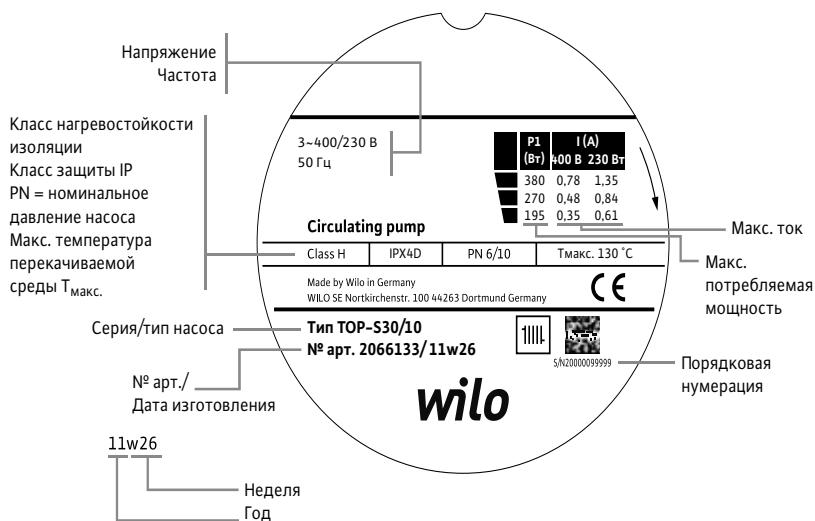 Напряжение
Частота
Класс нагревостойкости
изоляции
Класс защиты IP
PN = номинальное
давление насоса
Макс. температура
перекачиваемой
среды Tмакс.
3~400/230 В
50 Гц
P1 I (A)
(Вт) 400 В 230 Вт
380 0,78 1,35
270 0,48 0,84
195 0,35 0,61
Circulating pump
Class H IPX4D PN 6/10 Tмакс. 130 °C
Made by Wilo in Germany
WILO SE Nortkirchenstr. 100 44263 Dortmund Germany
CE
Макс. ток
Макс.
потребляемая
мощность
Серия/тип насоса
Тип TOP-S30/10
№ арт. 2066133/11w26
S/N20000099999
Порядковая
нумерация
№ арт./
Дата изготовления
wilo
11w26
Неделя
Год